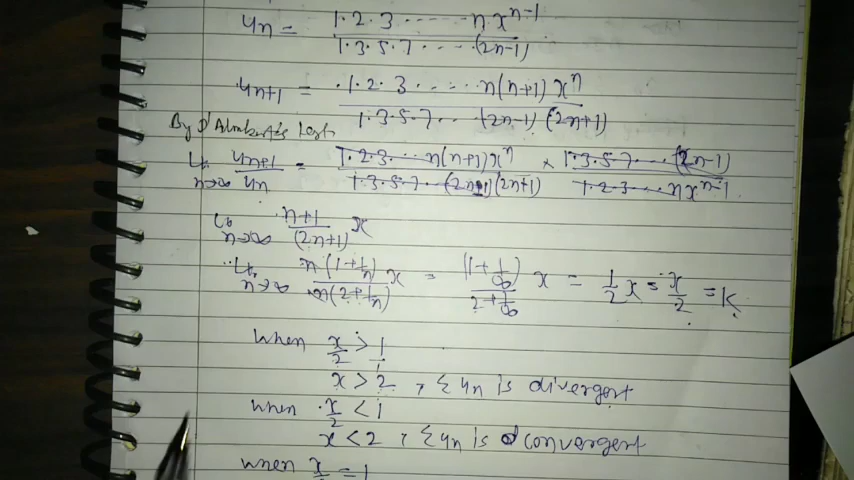 un = 1·2·3······n x^n-1 / 1·3·5·7·····(2n-1)
un+1 = ·1·2·3······n(n+1)x^n / 1·3·5·7····(2n-1)(2n+1)
By D'Alembert's Test
Lt n→∞ un+1/un = 1·2·3····n(n+1)x^n / 1·3·5·7···(2n-1)(2n+1) × 1·3·5·7····(2n-1) / 1·2·3····n x^n-1
Lt n→∞ n+1/(2n+1) x
Lt n→∞ n(1+1/n)/n(2+1/n) x = (1+1/∞)/2+1/∞ x = 1/2 x = x/2 = K
when x/2 > 1
x > 2, Σun is divergent
when x/2 < 1
x < 2, Σun is convergent
when x/2 = 1